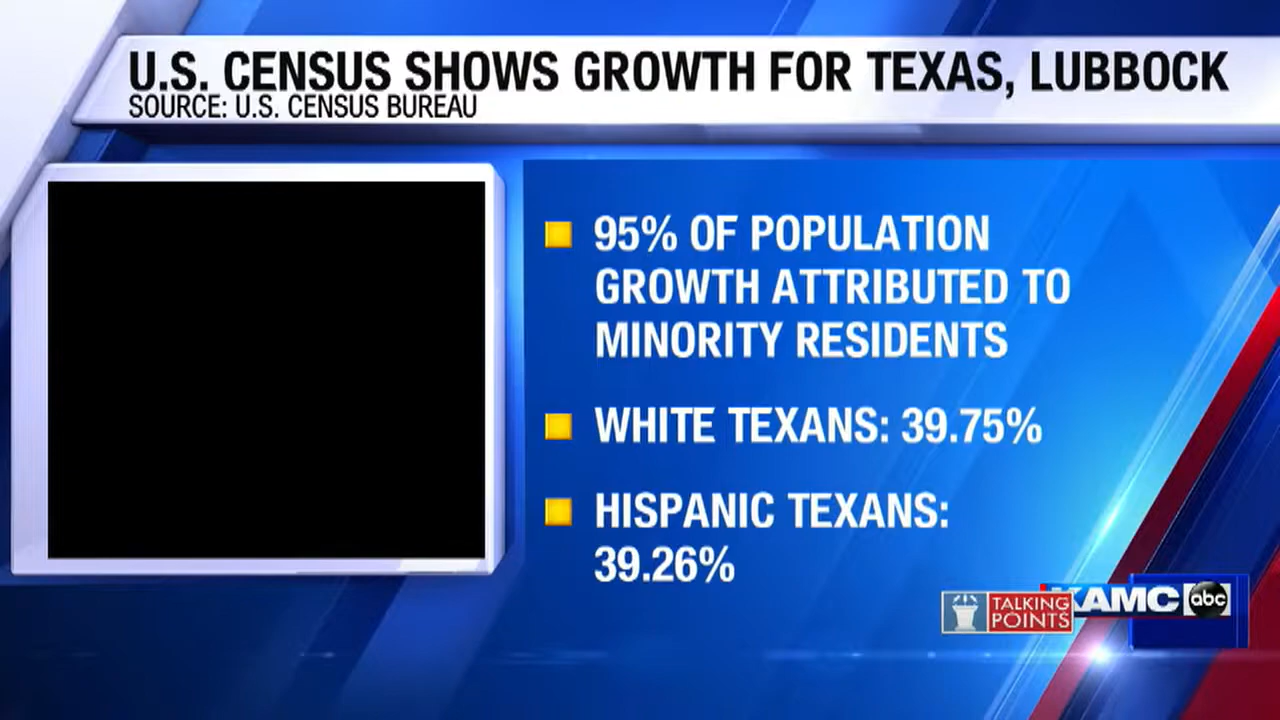 U.S. CENSUS SHOWS GROWTH FOR TEXAS, LUBBOCK
SOURCE: U.S. CENSUS BUREAU
95% OF POPULATION
GROWTH ATTRIBUTED TO
MINORITY RESIDENTS
WHITE TEXANS: 39.75%
HISPANIC TEXANS:
39.26%
TALKING
POINTS
KAMC abc